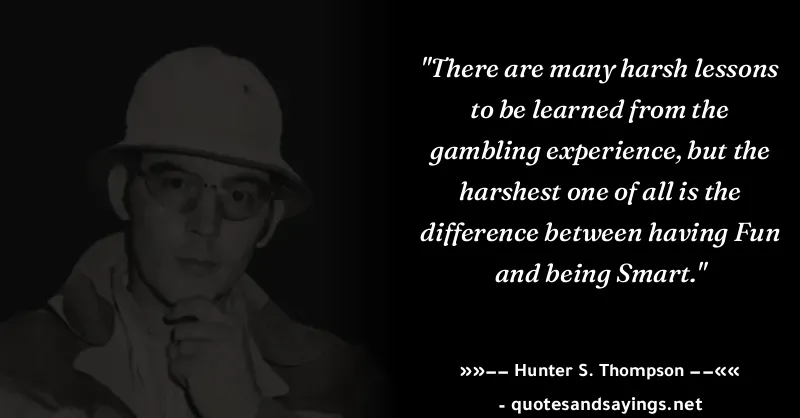 "There are many harsh lessons
to be learned from the
gambling experience, but the
harshest one of all is the
difference between having Fun
and being Smart."
»»–– Hunter S. Thompson ––««
- quotesandsayings.net